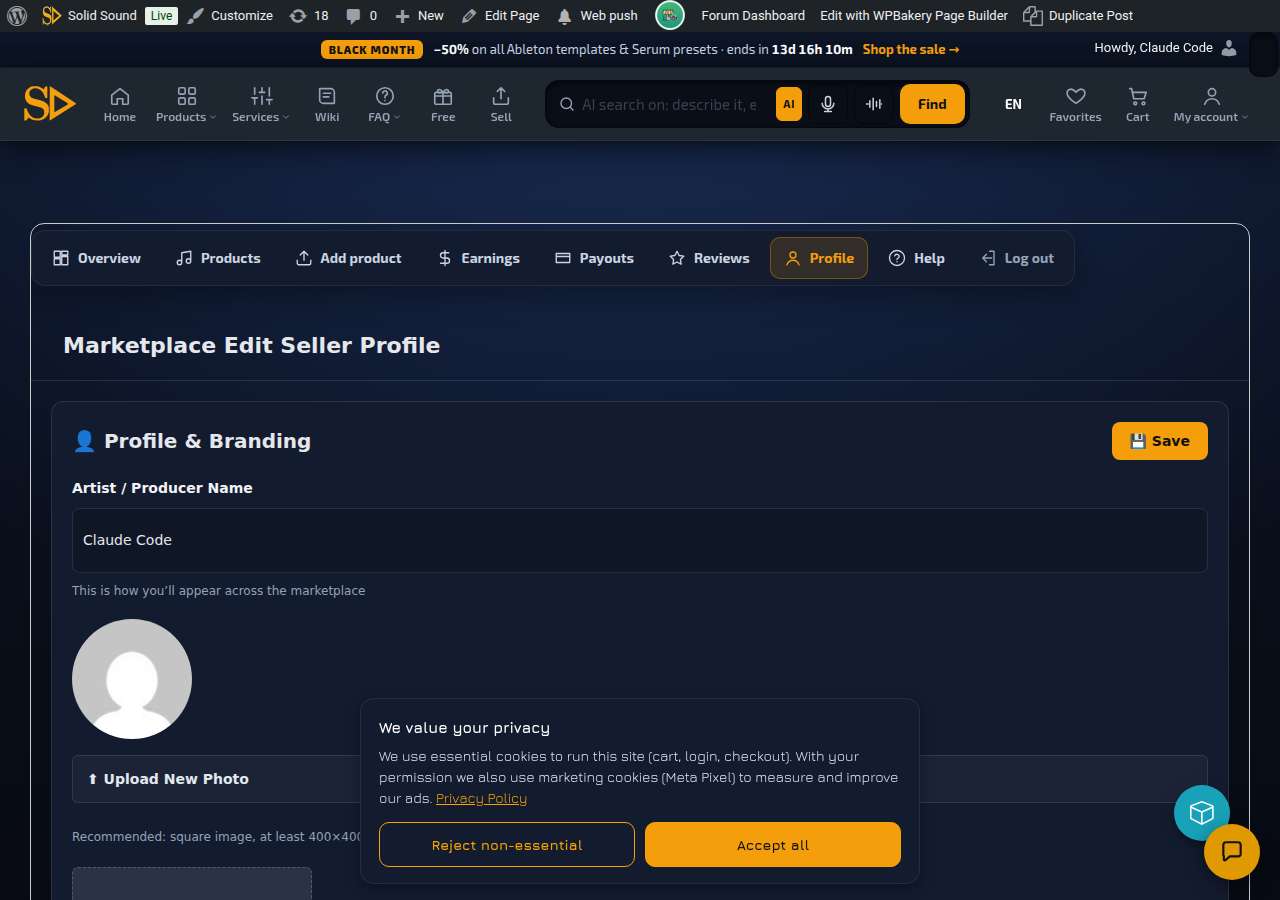 Solid Sound Live Customize 18 0 New Edit Page Web push Forum Dashboard Edit with WPBakery Page Builder Duplicate Post
BLACK MONTH −50% on all Ableton templates & Serum presets · ends in 13d 16h 10m Shop the sale →
Howdy, Claude Code
Home Products Services Wiki FAQ Free Sell
AI search on: describe it, e
AI Find EN
Favorites Cart My account
Overview Products Add product Earnings Payouts Reviews Profile Help Log out
Marketplace Edit Seller Profile
Profile & Branding
Save
Artist / Producer Name
Claude Code
This is how you’ll appear across the marketplace
Upload New Photo
Recommended: square image, at least 400×400
We value your privacy
We use essential cookies to run this site (cart, login, checkout). With your
permission we also use marketing cookies (Meta Pixel) to measure and improve
our ads. Privacy Policy
Reject non-essential Accept all